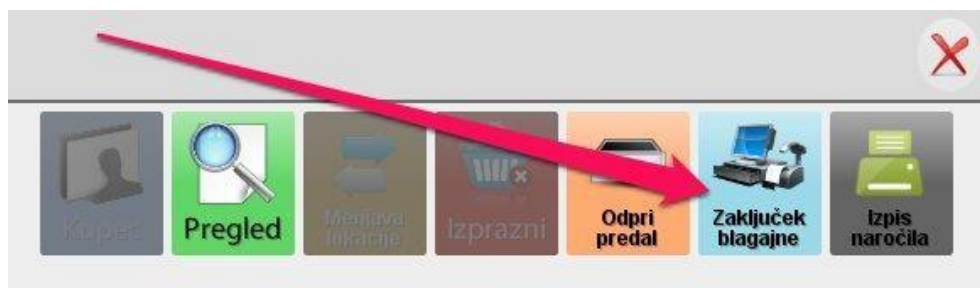 Kupec
Pregled
Menjava
lokacije
Izprazni
Odpri
predal
Zaključek
blagajne
Izpis
naročila